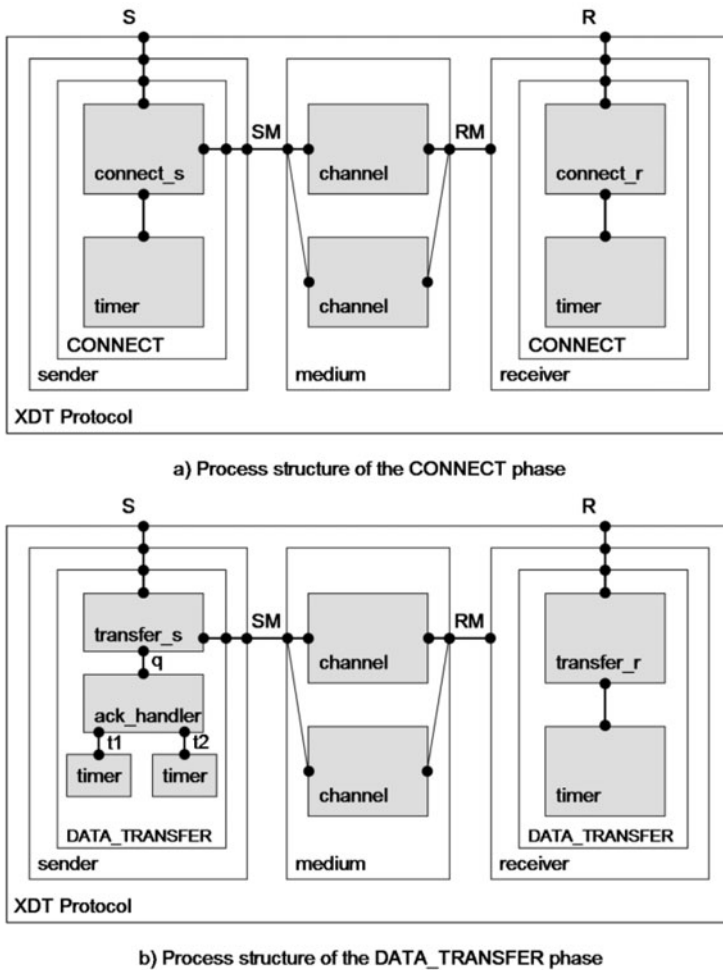 S R
SM RM
connect_s channel connect_r
timer channel timer
CONNECT CONNECT
sender medium receiver
XDT Protocol
a) Process structure of the CONNECT phase
S R
SM RM
transfer_s channel transfer_r
q
ack_handler
t1 t2
timer timer channel timer
DATA_TRANSFER DATA_TRANSFER
sender medium receiver
XDT Protocol
b) Process structure of the DATA_TRANSFER phase